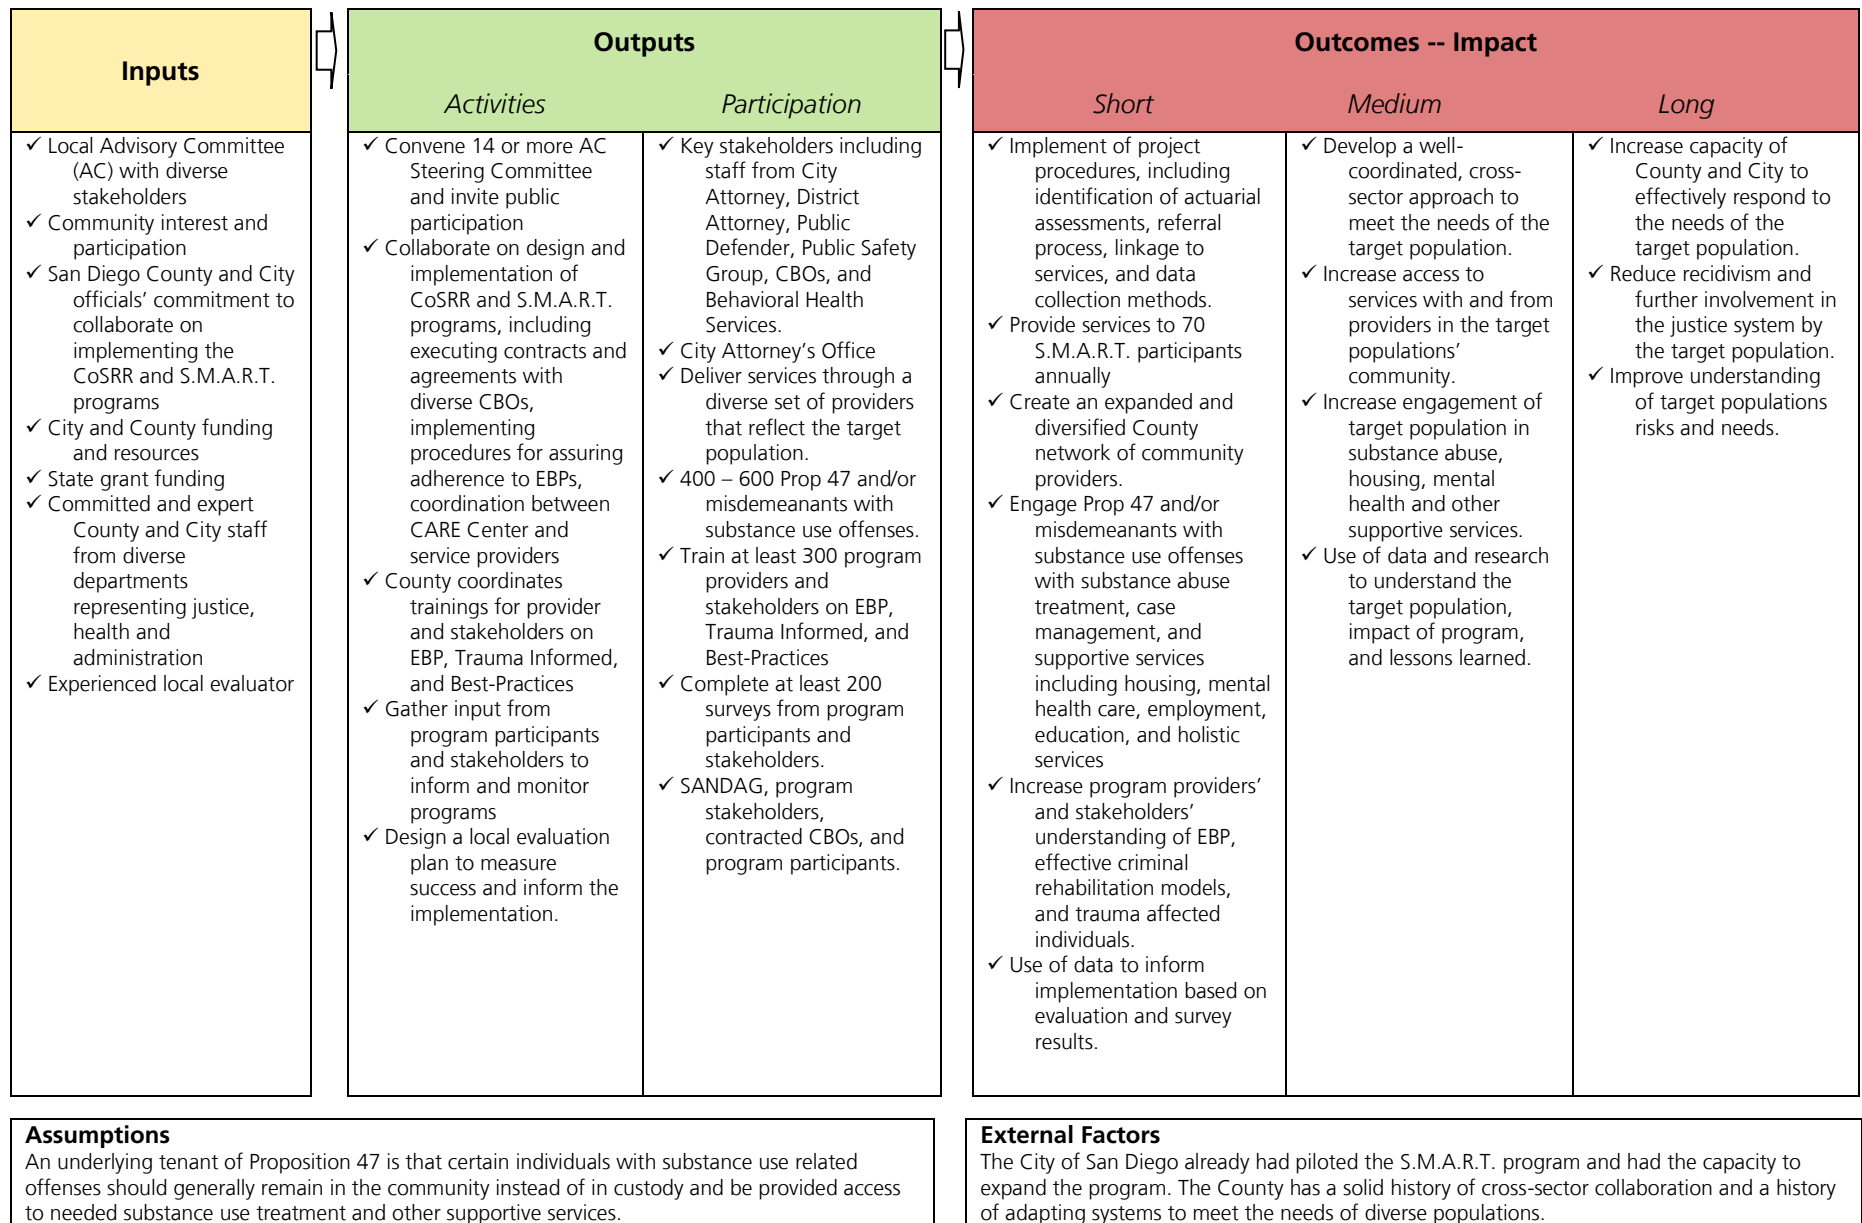 Inputs
✓ Local Advisory Committee
(AC) with diverse
stakeholders
✓ Community interest and
participation
✓ San Diego County and City
officials’ commitment to
collaborate on
implementing the
CoSRR and S.M.A.R.T.
programs
✓ City and County funding
and resources
✓ State grant funding
✓ Committed and expert
County and City staff
from diverse
departments
representing justice,
health and
administration
✓ Experienced local evaluator
Outputs
Activities
✓ Convene 14 or more AC
Steering Committee
and invite public
participation
✓ Collaborate on design and
implementation of
CoSRR and S.M.A.R.T.
programs, including
executing contracts and
agreements with
diverse CBOs,
implementing
procedures for assuring
adherence to EBPs,
coordination between
CARE Center and
service providers
✓ County coordinates
trainings for provider
and stakeholders on
EBP, Trauma Informed,
and Best-Practices
✓ Gather input from
program participants
and stakeholders to
inform and monitor
programs
✓ Design a local evaluation
plan to measure
success and inform the
implementation.
Participation
✓ Key stakeholders including
staff from City
Attorney, District
Attorney, Public
Defender, Public Safety
Group, CBOs, and
Behavioral Health
Services.
✓ City Attorney’s Office
✓ Deliver services through a
diverse set of providers
that reflect the target
population.
✓ 400 – 600 Prop 47 and/or
misdemeanants with
substance use offenses.
✓ Train at least 300 program
providers and
stakeholders on EBP,
Trauma Informed, and
Best-Practices
✓ Complete at least 200
surveys from program
participants and
stakeholders.
✓ SANDAG, program
stakeholders,
contracted CBOs, and
program participants.
Outcomes -- Impact
Short
✓ Implement of project
procedures, including
identification of actuarial
assessments, referral
process, linkage to
services, and data
collection methods.
✓ Provide services to 70
S.M.A.R.T. participants
annually
✓ Create an expanded and
diversified County
network of community
providers.
✓ Engage Prop 47 and/or
misdemeanants with
substance use offenses
with substance abuse
treatment, case
management, and
supportive services
including housing, mental
health care, employment,
education, and holistic
services
✓ Increase program providers’
and stakeholders’
understanding of EBP,
effective criminal
rehabilitation models,
and trauma affected
individuals.
✓ Use of data to inform
implementation based on
evaluation and survey
results.
Medium
✓ Develop a well-
coordinated, cross-
sector approach to
meet the needs of the
target population.
✓ Increase access to
services with and from
providers in the target
populations’
community.
✓ Increase engagement of
target population in
substance abuse,
housing, mental
health and other
supportive services.
✓ Use of data and research
to understand the
target population,
impact of program,
and lessons learned.
Long
✓ Increase capacity of
County and City to
effectively respond to
the needs of the
target population.
✓ Reduce recidivism and
further involvement in
the justice system by
the target population.
✓ Improve understanding
of target populations
risks and needs.
Assumptions
An underlying tenant of Proposition 47 is that certain individuals with substance use related
offenses should generally remain in the community instead of in custody and be provided access
to needed substance use treatment and other supportive services.
External Factors
The City of San Diego already had piloted the S.M.A.R.T. program and had the capacity to
expand the program. The County has a solid history of cross-sector collaboration and a history
of adapting systems to meet the needs of diverse populations.